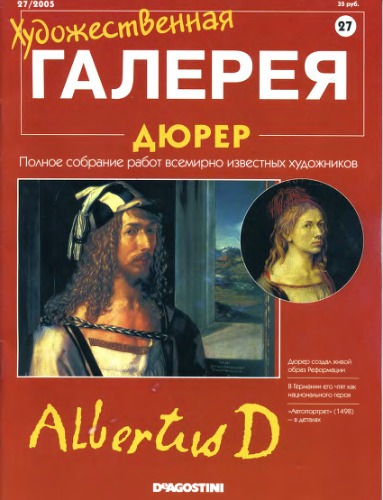 27/2005
35 руб.
Художественная
27
ГАЛЕРЕЯ
ДЮРЕР
Полное собрание работ всемирно известных художников
Дюрер создал живой
образ Реформации
В Германии его чтят как
национального героя
«Автопортрет» (1498)
– в деталях
Albertus D
DEAGOSTINI